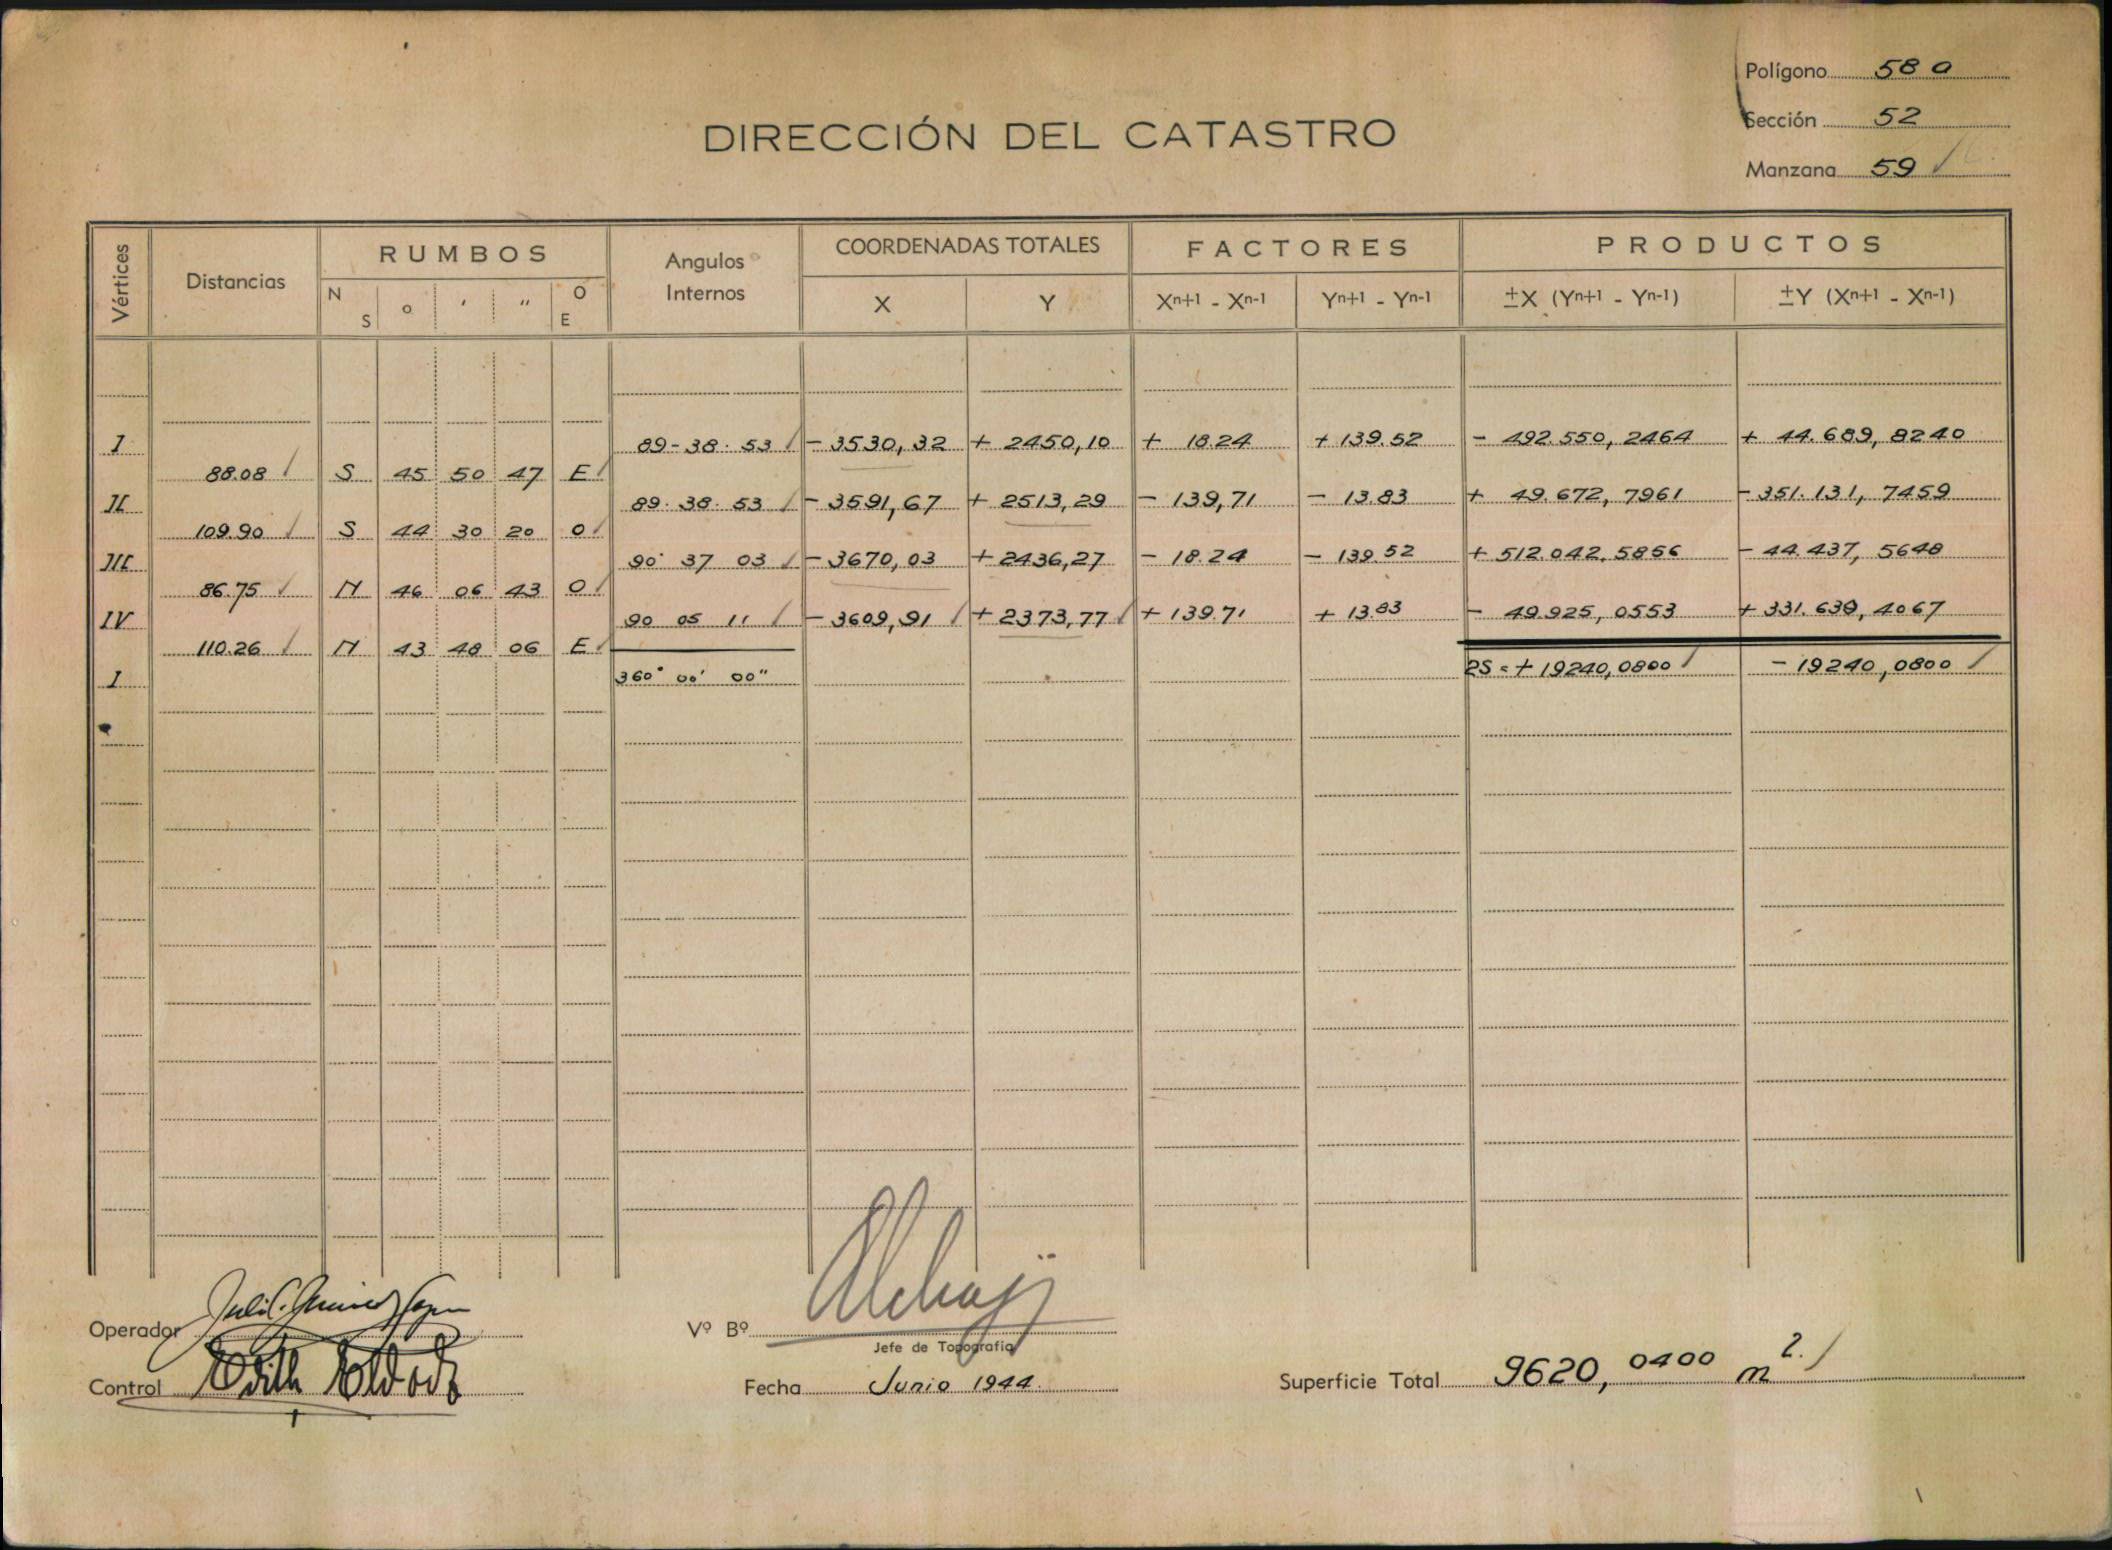 Polígono 58 a
Sección 52
Manzana 59 ✓
DIRECCIÓN DEL CATASTRO
Vértices Distancias RUMBOS Angulos Internos COORDENADAS TOTALES FACTORES PRODUCTOS
N S o ′ ″ O E X Y Xn+1 - Xn-1 Yn+1 - Yn-1 ±X (Yn+1 - Yn-1) ±Y (Xn+1 - Xn-1)
I 89-38·53 ✓ - 3530,32 + 2450,10 + 18.24 + 139.52 - 492.550,2464 + 44.689,8240
88.08 ✓ S 45 50 47 E ✓
II 89·38·53 ✓ - 3591,67 + 2513,29 - 139,71 - 13.83 + 49.672,7961 - 351.131,7459
109.90 ✓ S 44 30 20 O ✓
III 90° 37 03 ✓ - 3670,03 + 2436,27 - 18.24 - 139.52 + 512.042.5856 - 44.437,5648
86.75 ✓ N 46 06 43 O ✓
IV 90 05 11 ✓ - 3609,91 ✓ + 2373,77 ✓ + 139.71 + 13.83 - 49.925,0553 + 331.639,4067
110.26 ✓ N 43 48 06 E ✓
I 360° 00' 00" 2S = + 19240,0800 ✓ - 19240,0800 ✓
Operador
Vº Bº
Jefe de Topografia
Control Edith
Fecha Junio 1944.
Superficie Total 9620,0400 m2. ✓